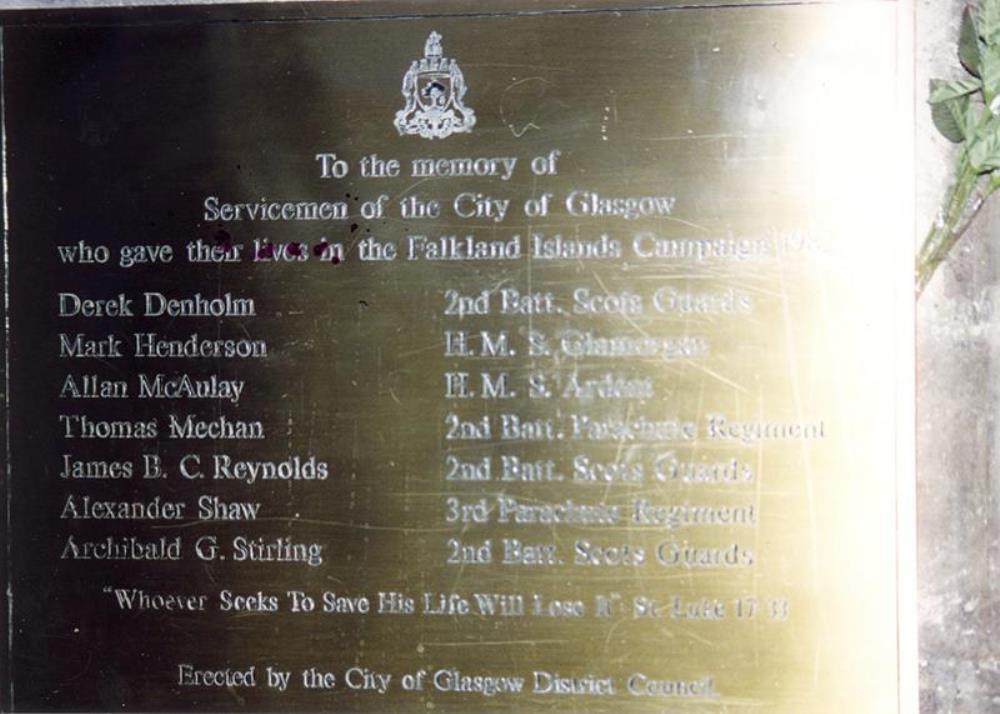 To the memory of
Servicemen of the City of Glasgow
who gave their lives in the Falkland Islands Campaign 1982
Derek Denholm 2nd Batt. Scots Guards
Mark Henderson H. M. S. Glamorgan
Allan McAulay H. M. S. Ardent
Thomas Mechan 2nd Batt. Parachute Regiment
James B. C. Reynolds 2nd Batt. Scots Guards
Alexander Shaw 3rd Parachute Regiment
Archibald G. Stirling 2nd Batt. Scots Guards
"Whoever Seeks To Save His Life Will Lose It" St. Luke 17 33
Erected by the City of Glasgow District Council.